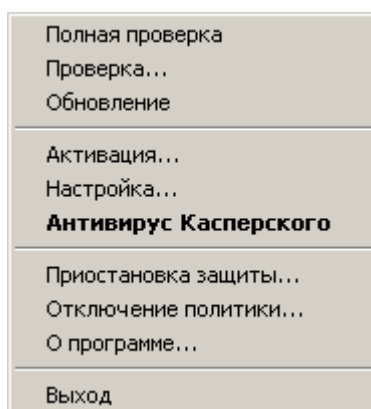 Полная проверка
Проверка...
Обновление
Активация...
Настройка...
Антивирус Касперского
Приостановка защиты...
Отключение политики...
О программе...
Выход